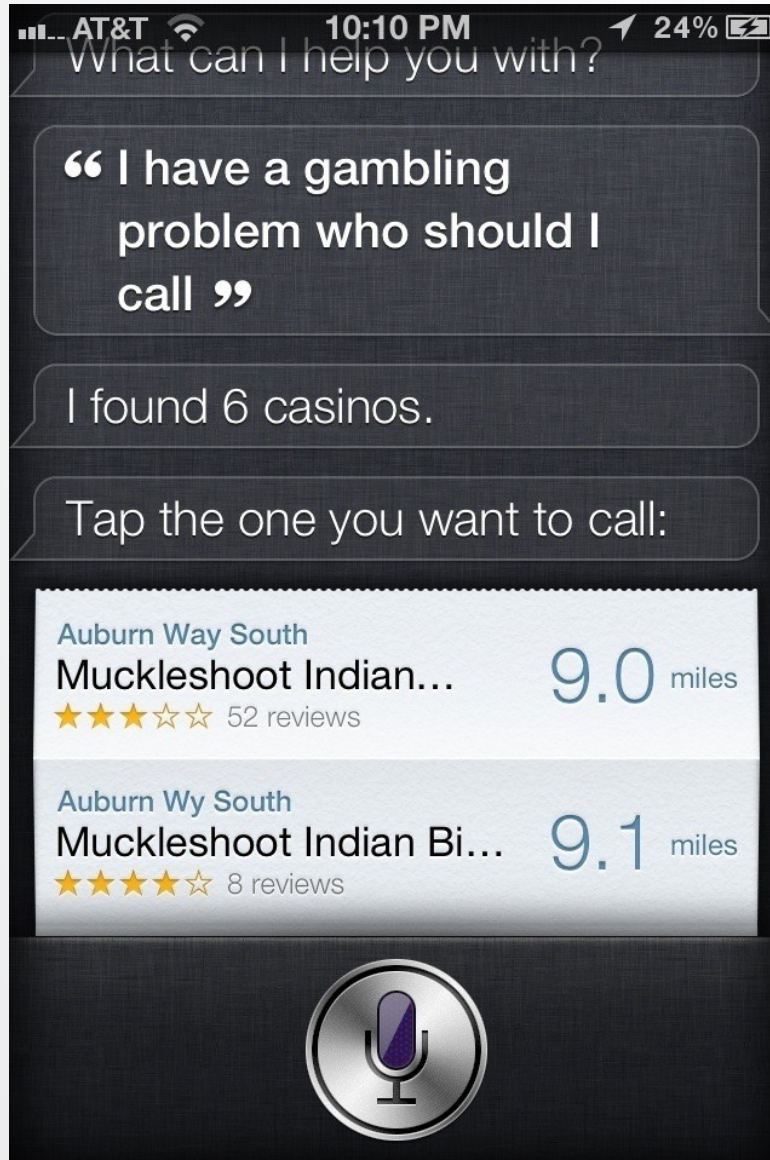 AT&T 10:10 PM 24%
What can I help you with?
“ I have a gambling
problem who should I
call ”
I found 6 casinos.
Tap the one you want to call:
Auburn Way South
Muckleshoot Indian...
9.0 miles
52 reviews
Auburn Wy South
Muckleshoot Indian Bi...
9.1 miles
8 reviews